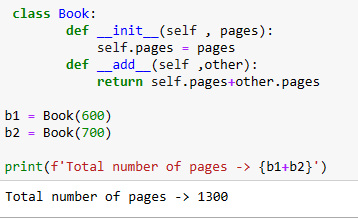 class Book:
        def __init__(self , pages):
            self.pages = pages
        def __add__(self ,other):
            return self.pages+other.pages

b1 = Book(600)
b2 = Book(700)

print(f'Total number of pages -> {b1+b2}')
Total number of pages -> 1300